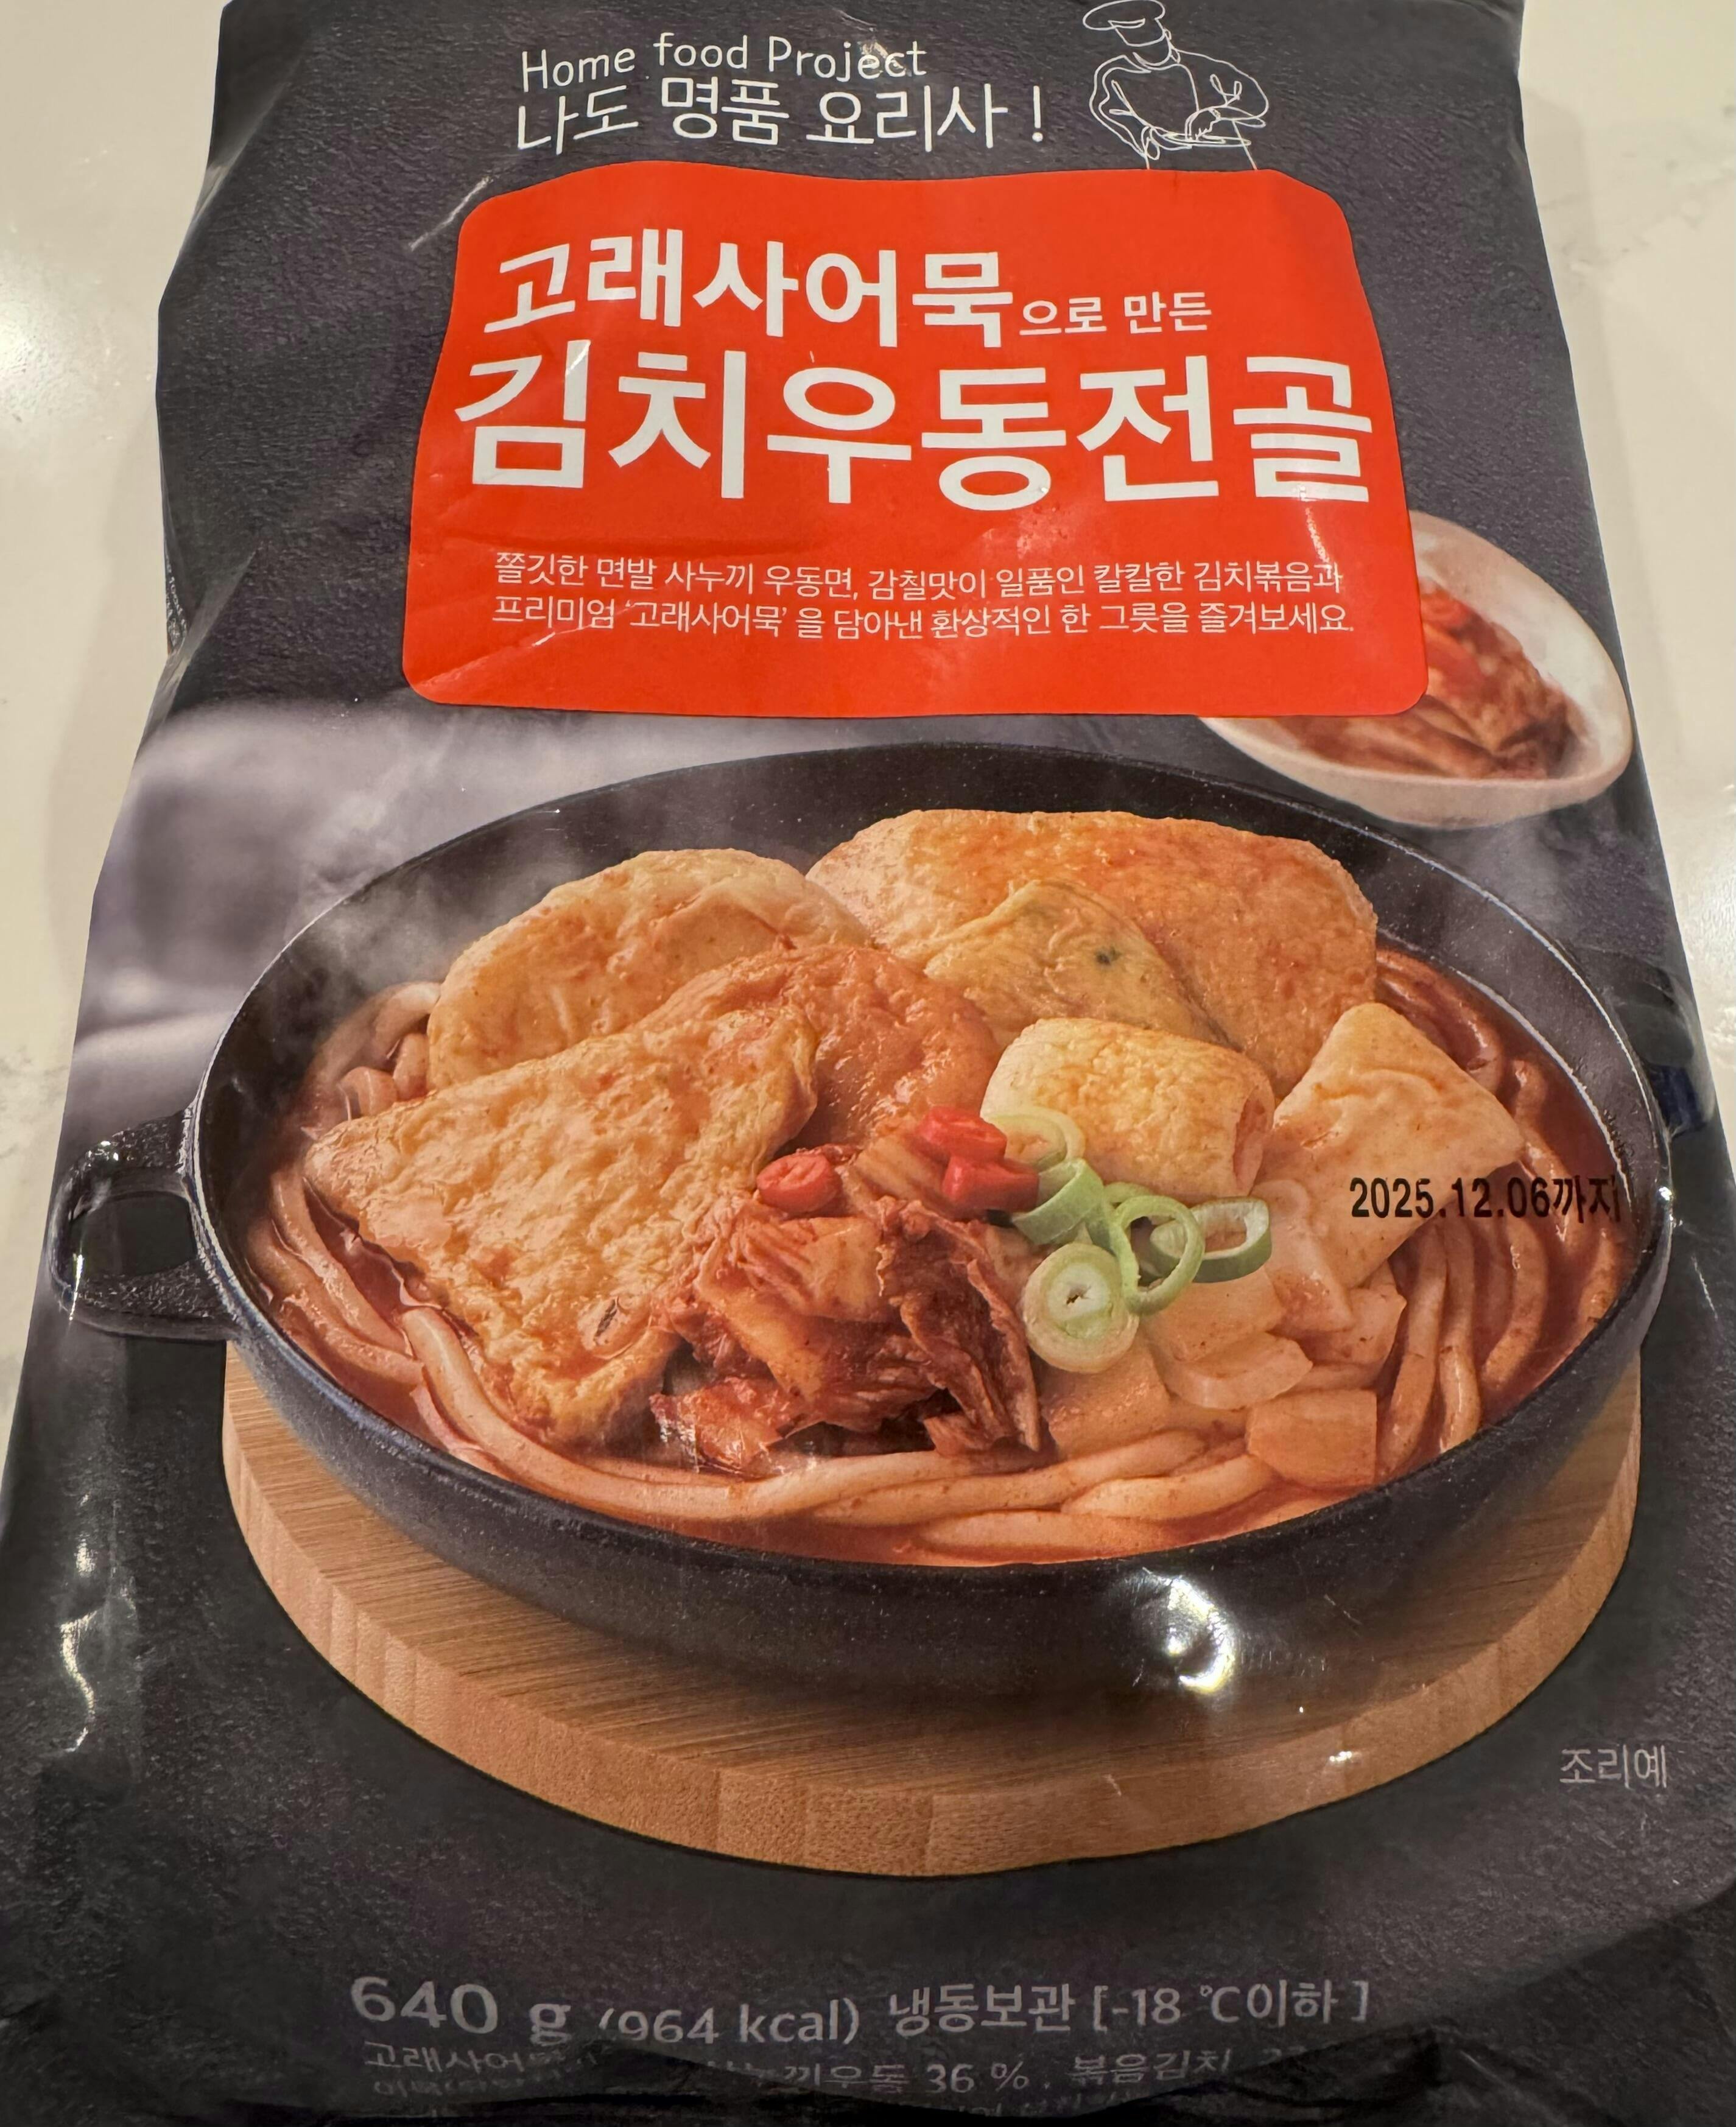 Home food Project
나도 명품 요리사 !
고래사어묵으로 만든
김치우동전골
쫄깃한 면발 사누끼 우동면, 감칠맛이 일품인 칼칼한 김치볶음과
프리미엄 '고래사어묵' 을 담아낸 환상적인 한 그릇을 즐겨보세요.
2025.12.06까지
조리예
640 g (964 kcal) 냉동보관 [-18 ℃이하 ]
36 %, 볶음김치